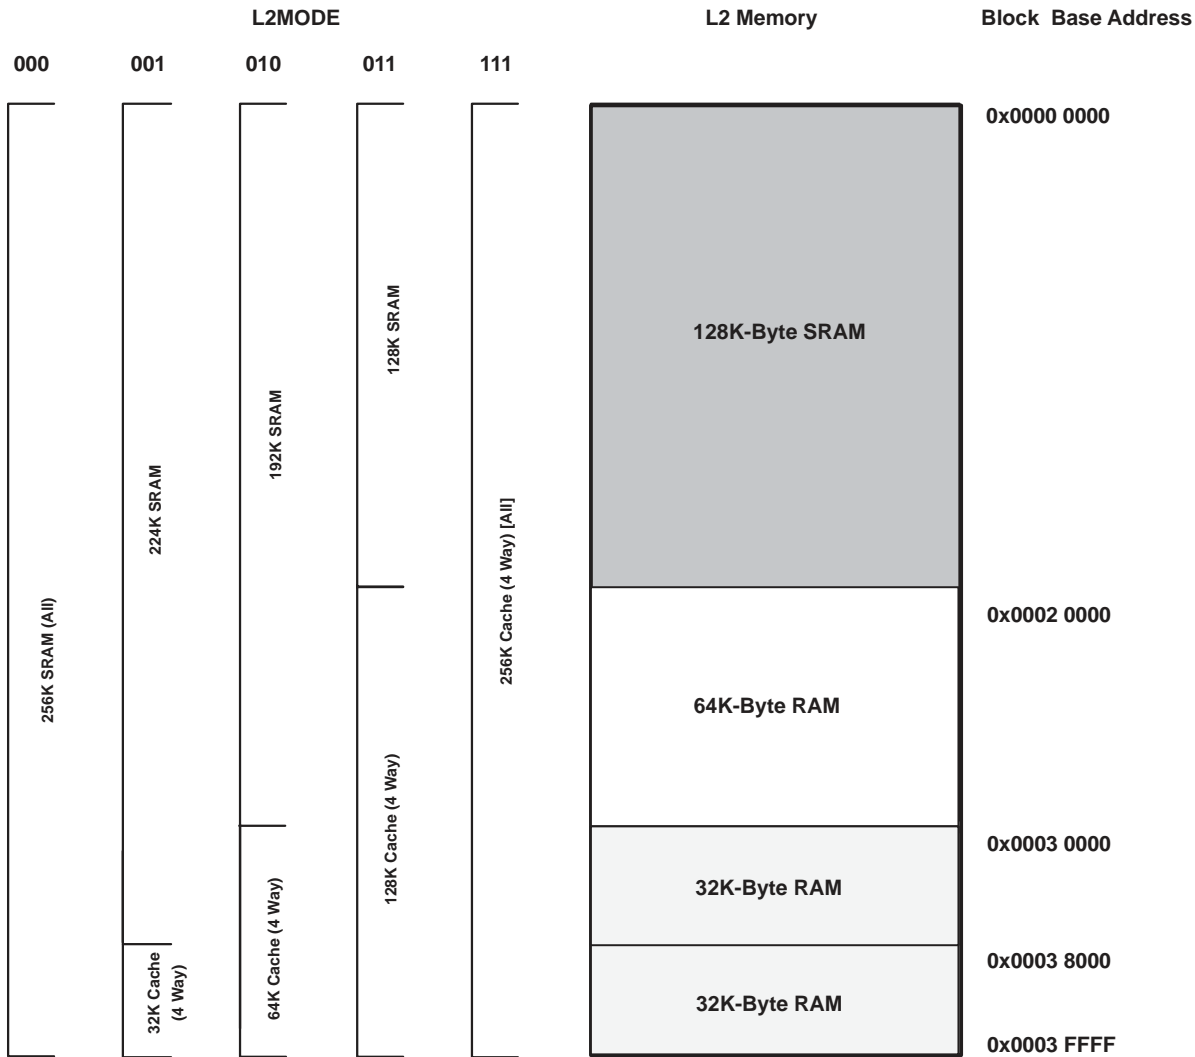 L2MODE
L2 Memory
Block Base Address
000
001
010
011
111
0x0000 0000
128K SRAM
128K-Byte SRAM
192K SRAM
224K SRAM
256K Cache (4 Way) [All]
256K SRAM (All)
0x0002 0000
64K-Byte RAM
128K Cache (4 Way)
0x0003 0000
32K-Byte RAM
64K Cache (4 Way)
32K Cache
(4 Way)
0x0003 8000
32K-Byte RAM
0x0003 FFFF